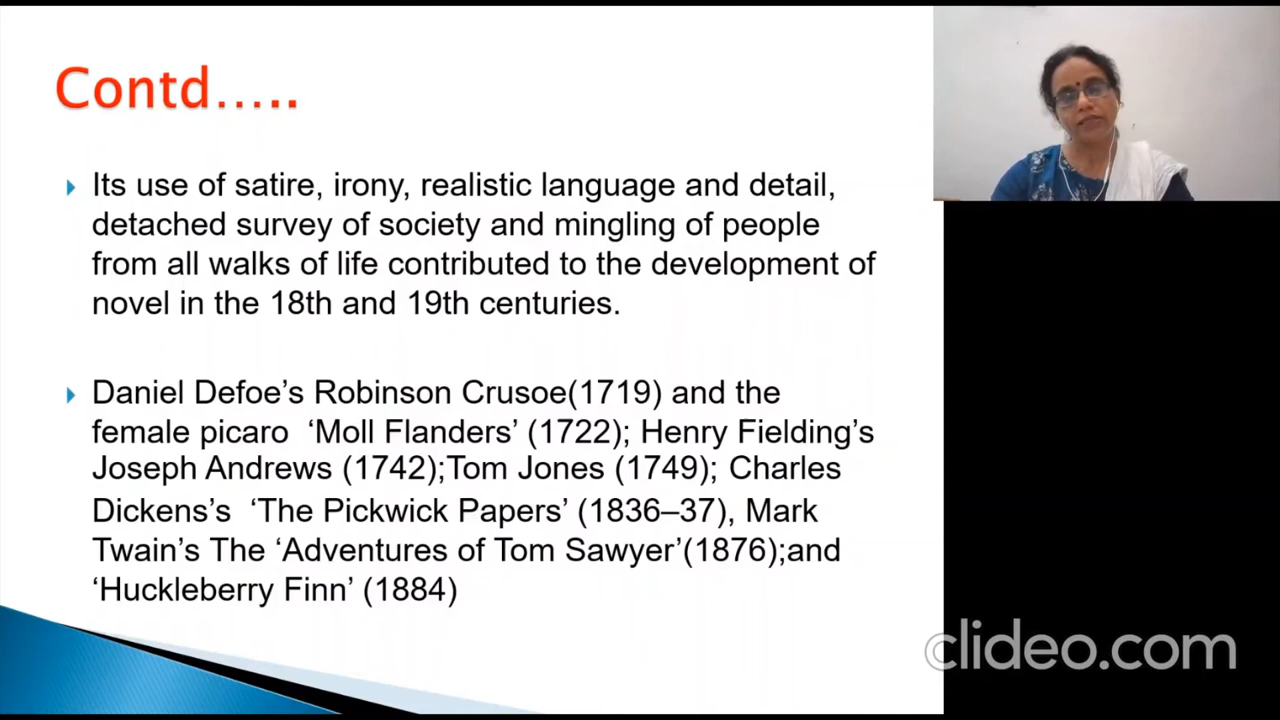 Contd…..
Its use of satire, irony, realistic language and detail,
detached survey of society and mingling of people
from all walks of life contributed to the development of
novel in the 18th and 19th centuries.
Daniel Defoe’s Robinson Crusoe(1719) and the
female picaro ‘Moll Flanders’ (1722); Henry Fielding’s
Joseph Andrews (1742);Tom Jones (1749); Charles
Dickens’s ‘The Pickwick Papers’ (1836–37), Mark
Twain’s The ‘Adventures of Tom Sawyer’(1876);and
‘Huckleberry Finn’ (1884)
clideo.com